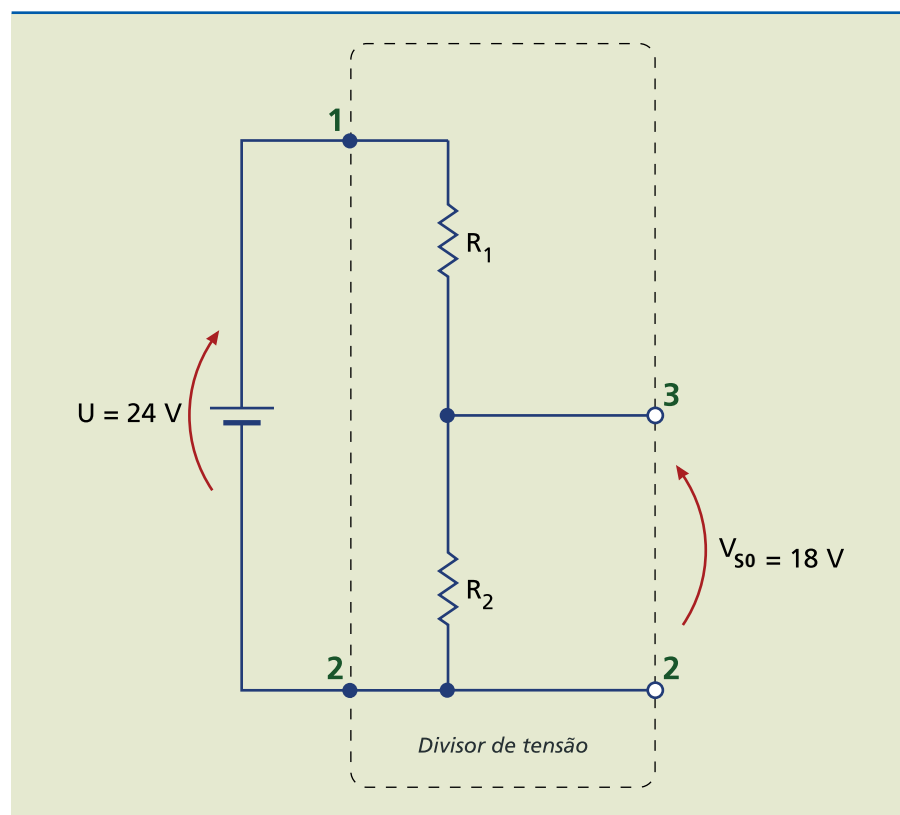 1
R1
3
U = 24 V
VS0 = 18 V
R2
2
2
Divisor de tensão